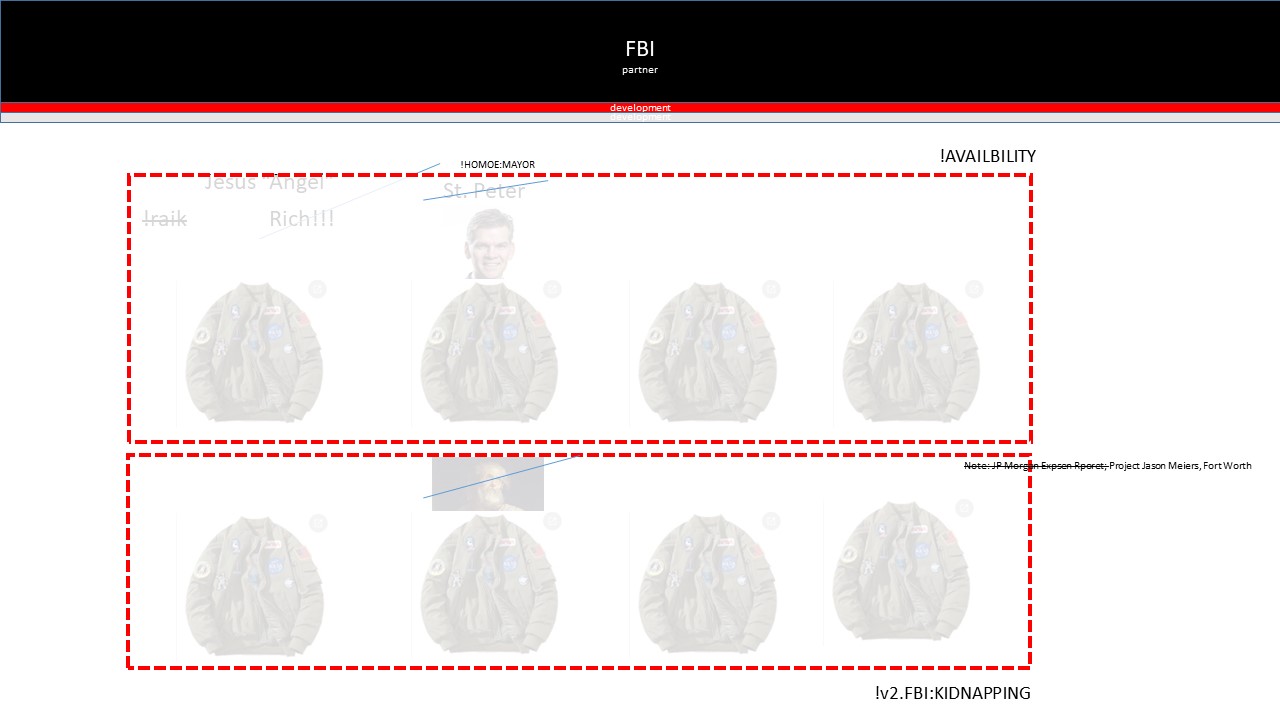 FBI
partner
development
development
!AVAILBILITY
!HOMOE:MAYOR
Jesus "Angel"
St. Peter
!raik
Rich!!!
Note: JP Morgan Expsen Rporet; Project Jason Meiers, Fort Worth
!v2.FBI:KIDNAPPING